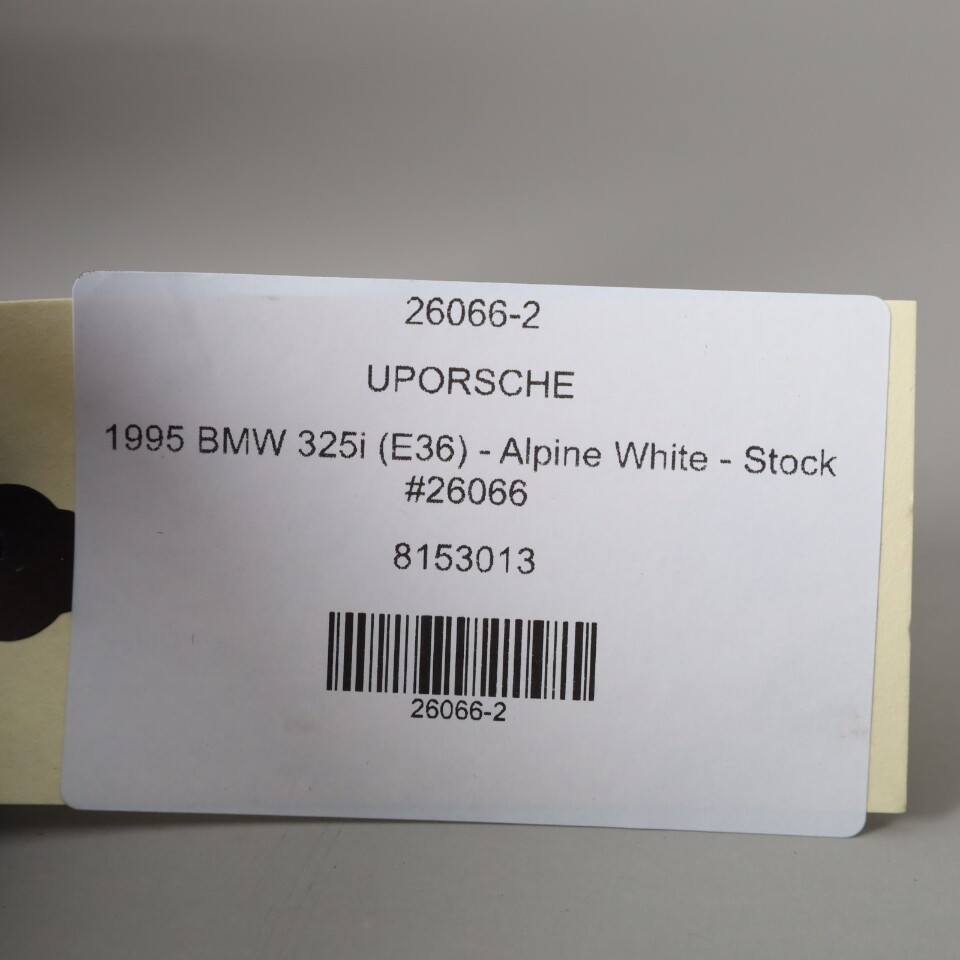 26066-2
UPORSCHE
1995 BMW 325i (E36) - Alpine White - Stock
#26066
8153013
26066-2